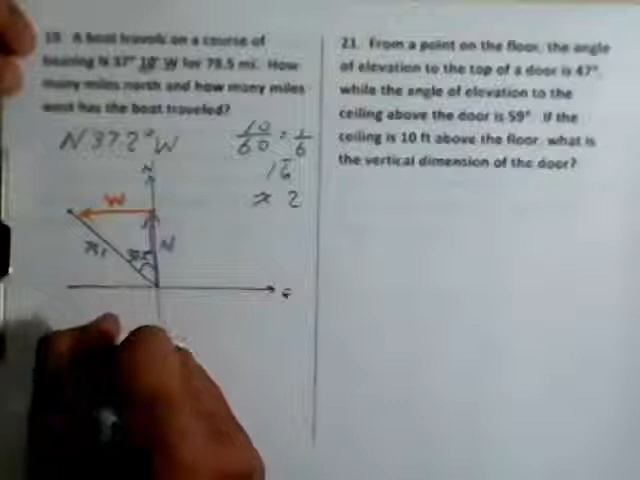 19. A boat travels on a course of
bearing N 37° 10' W for 79.5 mi. How
many miles north and how many miles
west has the boat traveled?
N 37.2° W
10/60 = 1/6
.16
≈ .2
N
W
N
21. From a point on the floor, the angle
of elevation to the top of a door is 47°,
while the angle of elevation to the
ceiling above the door is 59°. If the
ceiling is 10 ft above the floor, what is
the vertical dimension of the door?